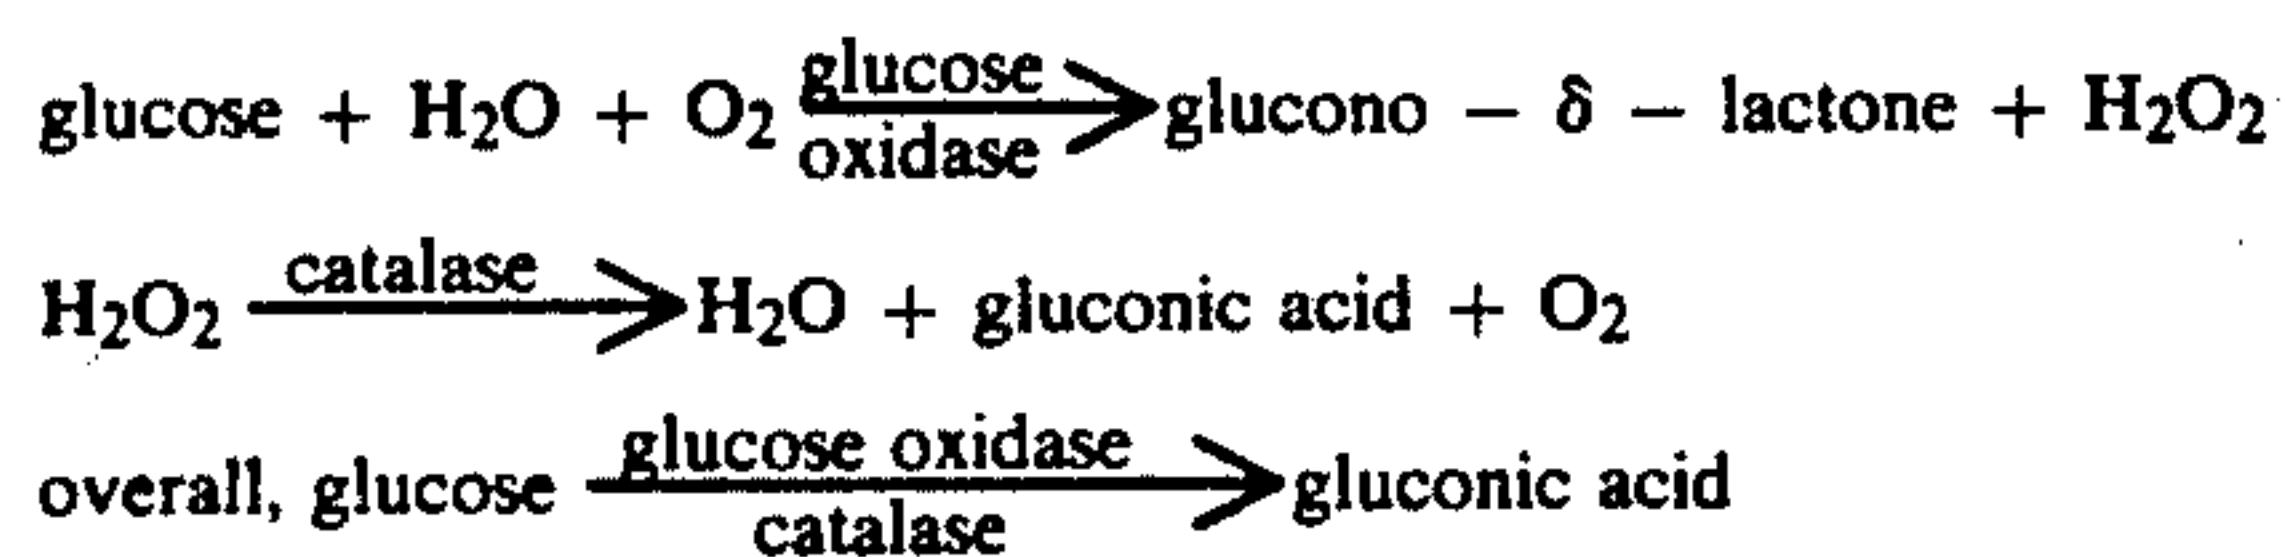 glucose + H₂O + O₂ glucose oxidase → glucono – δ – lactone + H₂O₂
H₂O₂ catalase → H₂O + gluconic acid + O₂
overall, glucose glucose oxidase catalase → gluconic acid